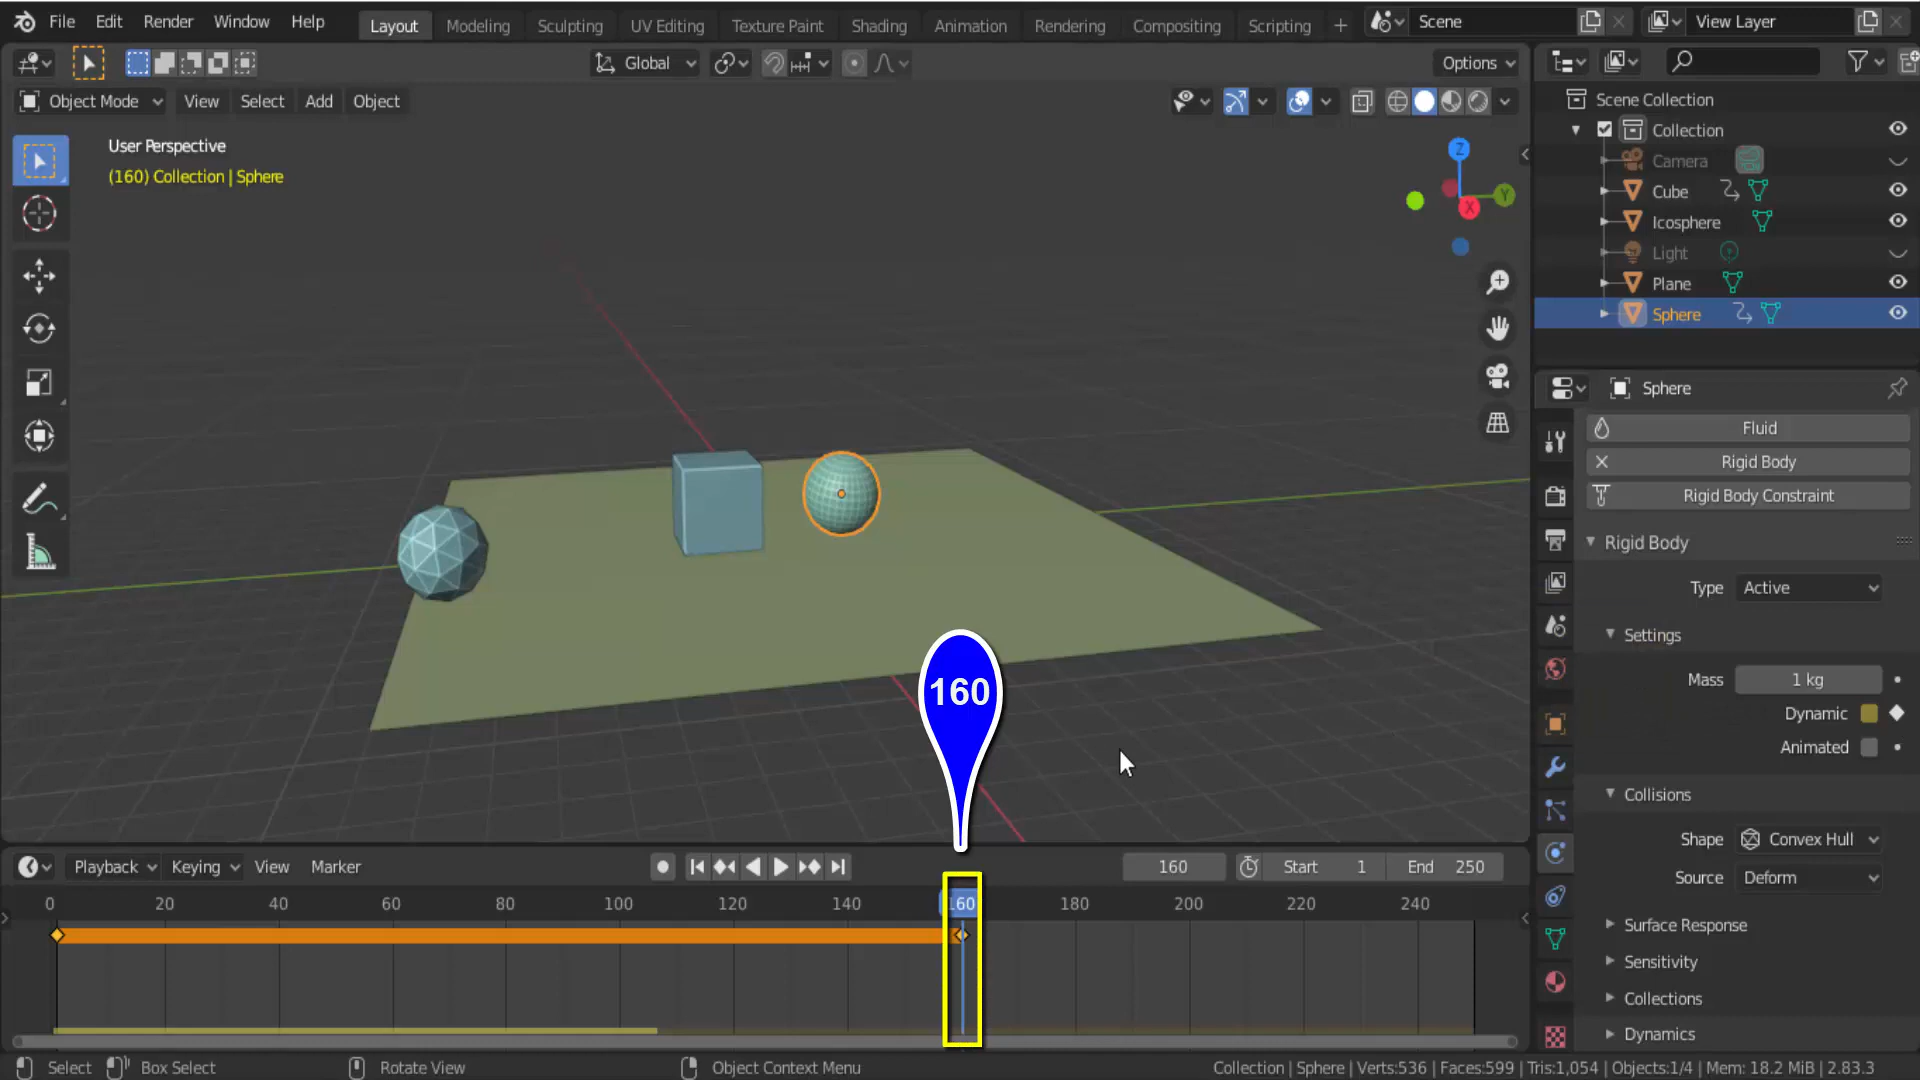 File Edit Render Window Help Layout Modeling Sculpting UV Editing Texture Paint Shading Animation Rendering Compositing Scripting + Scene View Layer
Global Options
Object Mode View Select Add Object
User Perspective
(160) Collection | Sphere
Z
Y
X
Scene Collection
Collection
Camera
Cube
Icosphere
Light
Plane
Sphere
Sphere
Fluid
Rigid Body
Rigid Body Constraint
Rigid Body
Type Active
Settings
Mass 1 kg
Dynamic
Animated
Collisions
Shape Convex Hull
Source Deform
Surface Response
Sensitivity
Collections
Dynamics
160
Playback Keying View Marker 160 Start 1 End 250
0 20 40 60 80 100 120 140 160 180 200 220 240
Select Box Select Rotate View Object Context Menu Collection | Sphere | Verts:536 | Faces:599 | Tris:1,054 | Objects:1/4 | Mem: 18.2 MiB | 2.83.3